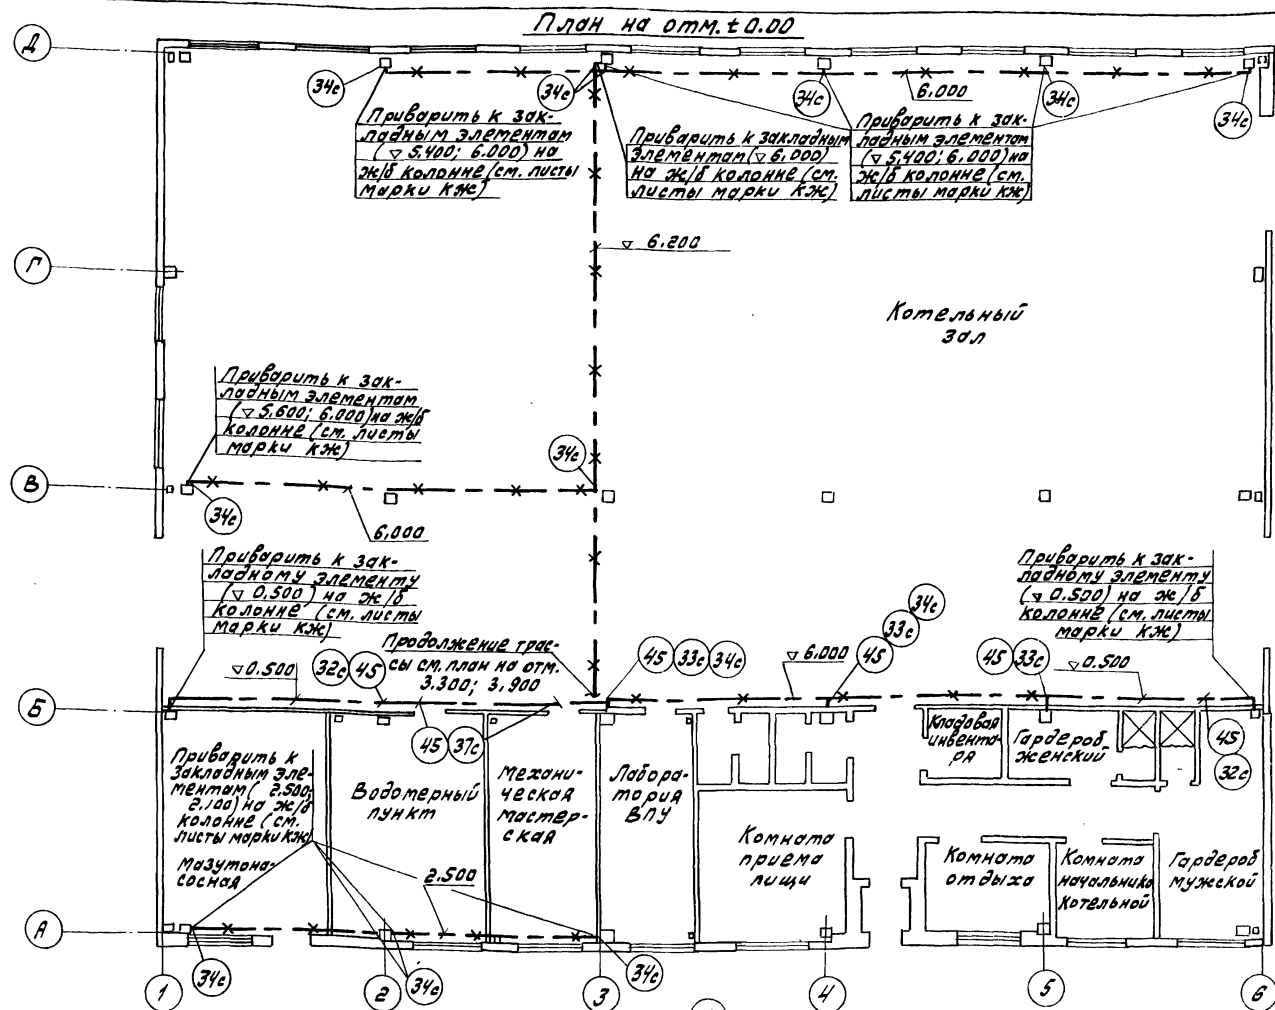 План на отм. ±0.00
Д
34с
34с
34с
6,000
34с
34с
Приварить к зак-
ладным элементам
(▽ 5.400; 6.000) на
ж/б колонне (см. листы
марки КЖ)
Приварить к закладным
элементам (▽ 6,000)
на ж/б колонне (см.
листы марки КЖ)
Приварить к зак-
ладным элементам
(▽ 5,400; 6,000) на
ж/б колонне (см.
листы марки КЖ)
▽ 6.200
Г
Котельный
зал
Приварить к зак-
ладным элементам
(▽ 5,600; 6,000) на ж/б
колонне (см. листы
марки КЖ)
34с
В
34с
6,000
Приварить к зак-
ладному элементу
(▽ 0,500) на ж/б
колонне (см. листы
марки КЖ)
Приварить к зак-
ладному элементу
(▽ 0.500) на ж/б
колонне (см. листы
марки КЖ)
Продолжение трас-
сы см. план на отм.
3,300; 3,900
▽ 0.500
32с
45
45
33с
34с
▽ 6.000
45
33с
34с
45
33с
▽ 0.500
Б
45
37с
45
32с
Приварить к
закладным эле-
ментам (2.500;
2.100) на ж/б
колонне (см.
листы марки КЖ)
Мазутона-
сосная
Водомерный
пункт
Механи-
ческая
мастер-
ская
Лабора-
тория
ВПУ
Кладовая
инвента-
ря
Гардероб
женский
Комната
приема
пищи
Комната
отдыха
Комната
начальника
котельной
Гардероб
мужской
2.500
А
34с
34с
34с
1
2
3
4
5
6